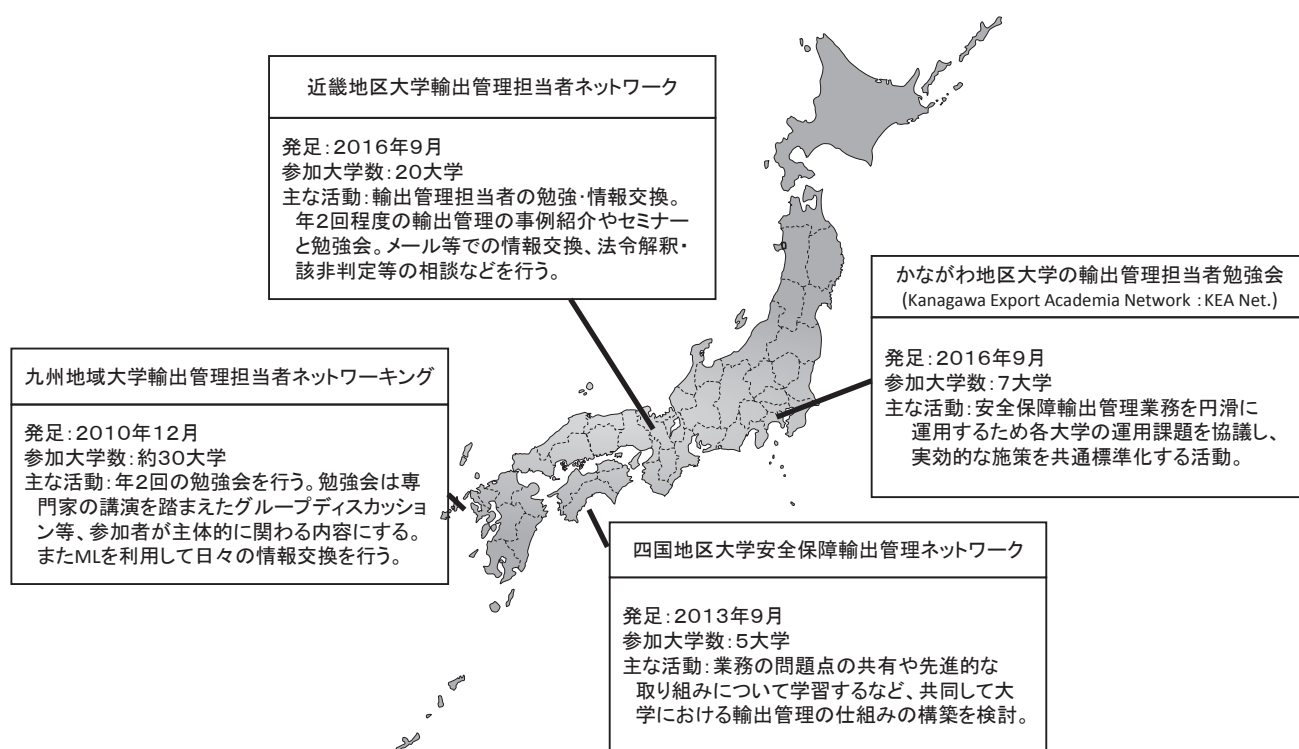 近畿地区大学輸出管理担当者ネットワーク
発足：2016年9月
参加大学数：20大学
主な活動：輸出管理担当者の勉強・情報交換。
年2回程度の輸出管理の事例紹介やセミナー
と勉強会。メール等での情報交換、法令解釈・
該非判定等の相談などを行う。
かながわ地区大学の輸出管理担当者勉強会
(Kanagawa Export Academia Network ：KEA Net.)
発足：2016年9月
参加大学数：7大学
主な活動：安全保障輸出管理業務を円滑に
運用するため各大学の運用課題を協議し、
実効的な施策を共通標準化する活動。
九州地域大学輸出管理担当者ネットワーキング
発足：2010年12月
参加大学数：約30大学
主な活動：年2回の勉強会を行う。勉強会は専
門家の講演を踏まえたグループディスカッショ
ン等、参加者が主体的に関わる内容にする。
またMLを利用して日々の情報交換を行う。
四国地区大学安全保障輸出管理ネットワーク
発足：2013年9月
参加大学数：5大学
主な活動：業務の問題点の共有や先進的な
取り組みについて学習するなど、共同して大
学における輸出管理の仕組みの構築を検討。